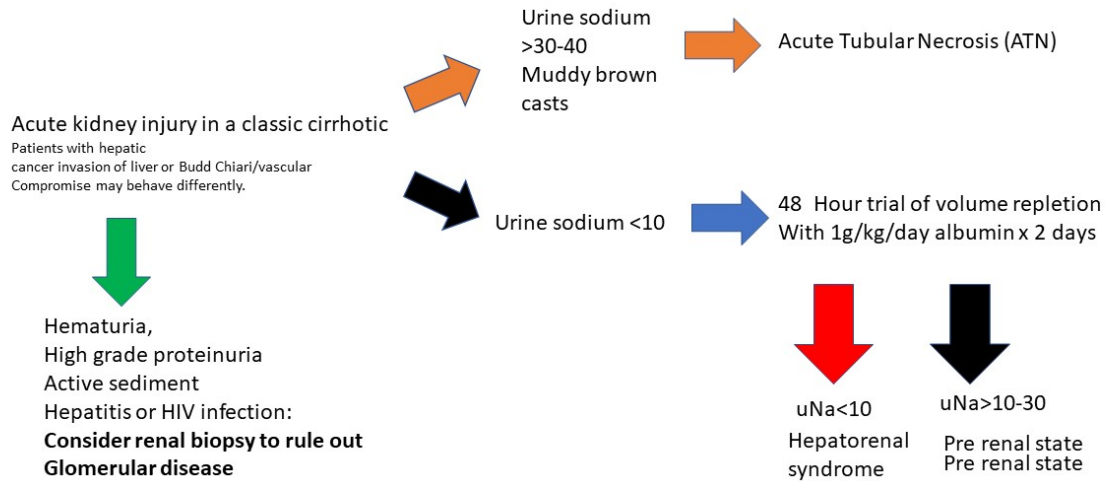 Urine sodium
>30-40
Muddy brown
casts
Acute Tubular Necrosis (ATN)
Acute kidney injury in a classic cirrhotic
Patients with hepatic
cancer invasion of liver or Budd Chiari/vascular
Compromise may behave differently.
Urine sodium <10
48 Hour trial of volume repletion
With 1g/kg/day albumin x 2 days
Hematuria,
High grade proteinuria
Active sediment
Hepatitis or HIV infection:
Consider renal biopsy to rule out
Glomerular disease
uNa<10
Hepatorenal
syndrome
uNa>10-30
Pre renal state
Pre renal state